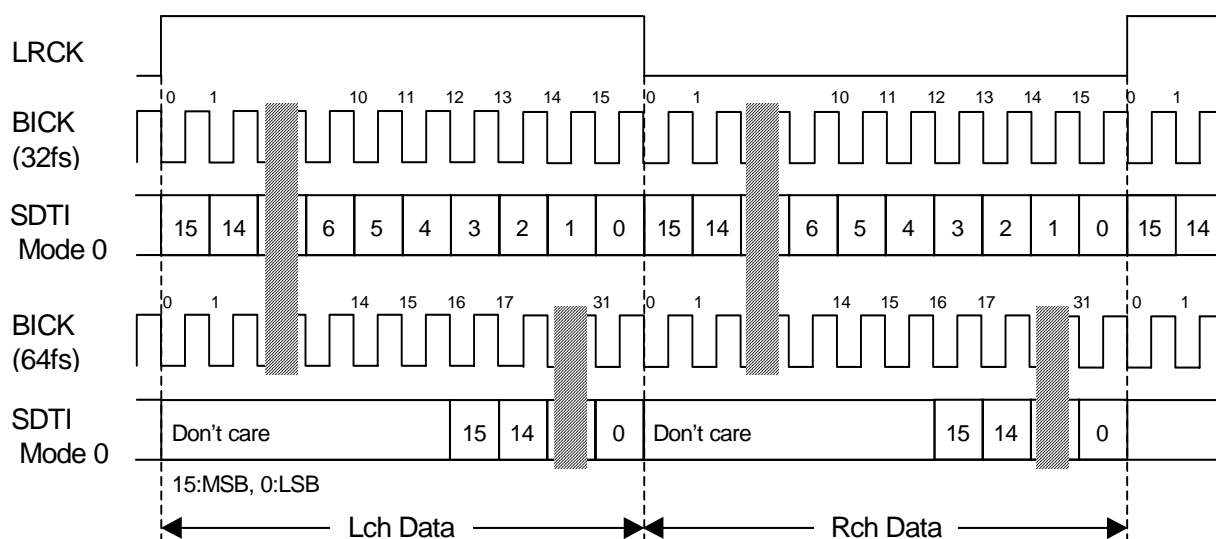 LRCK
0 1 10 11 12 13 14 15 0 1 10 11 12 13 14 15 0 1
BICK
(32fs)
SDTI
Mode 0
15 14 6 5 4 3 2 1 0 15 14 6 5 4 3 2 1 0 15 14
0 1 14 15 16 17 31 0 1 14 15 16 17 31 0 1
BICK
(64fs)
SDTI
Mode 0
Don't care 15 14 0 Don't care 15 14 0
15:MSB, 0:LSB
Lch Data Rch Data